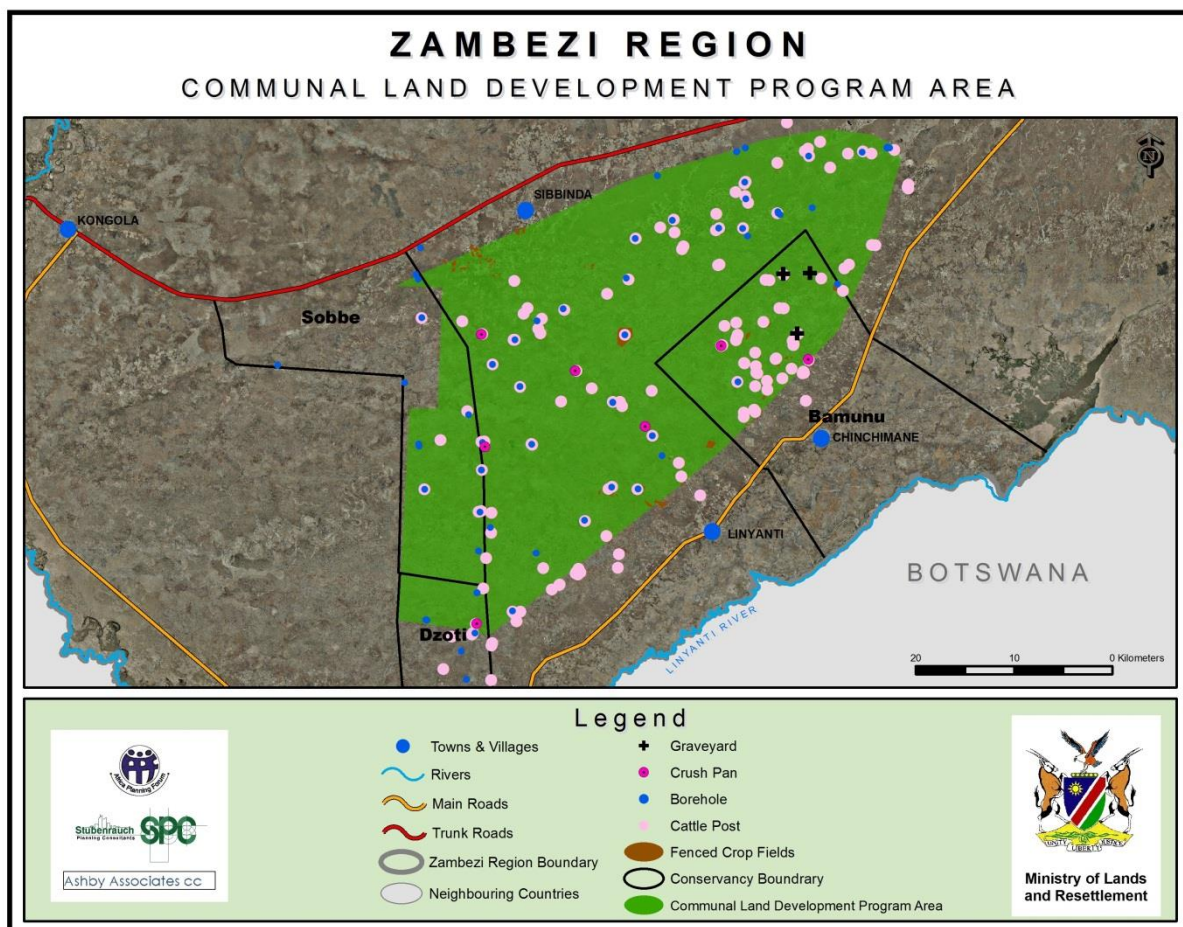 ZAMBEZI REGION
COMMUNAL LAND DEVELOPMENT PROGRAM AREA
N
SIBBINDA
KONGOLA
Sobbe
Bamunu
CHINCHIMANE
LINYANTI
BOTSWANA
LINYANTI RIVER
Dzoti
20 10 0 Kilometers
Legend
Towns & Villages
Rivers
Main Roads
Trunk Roads
Zambezi Region Boundary
Neighbouring Countries
Graveyard
Crush Pan
Borehole
Cattle Post
Fenced Crop Fields
Conservancy Boundrary
Communal Land Development Program Area
Africa Planning Forum
Stubenrauch
Planning Consultants
SPC
Ashby Associates cc
UNITY LIBERTY JUSTICE
Ministry of Lands
and Resettlement